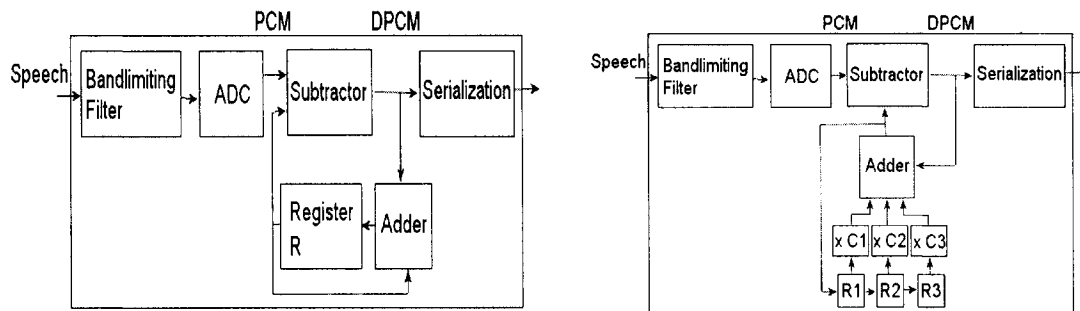 PCM DPCM
Speech
Bandlimiting
Filter
ADC
Subtractor
Serialization
Register
R
Adder
PCM DPCM
Speech
Bandlimiting
Filter
ADC
Subtractor
Serialization
Adder
x C1 x C2 x C3
R1 R2 R3